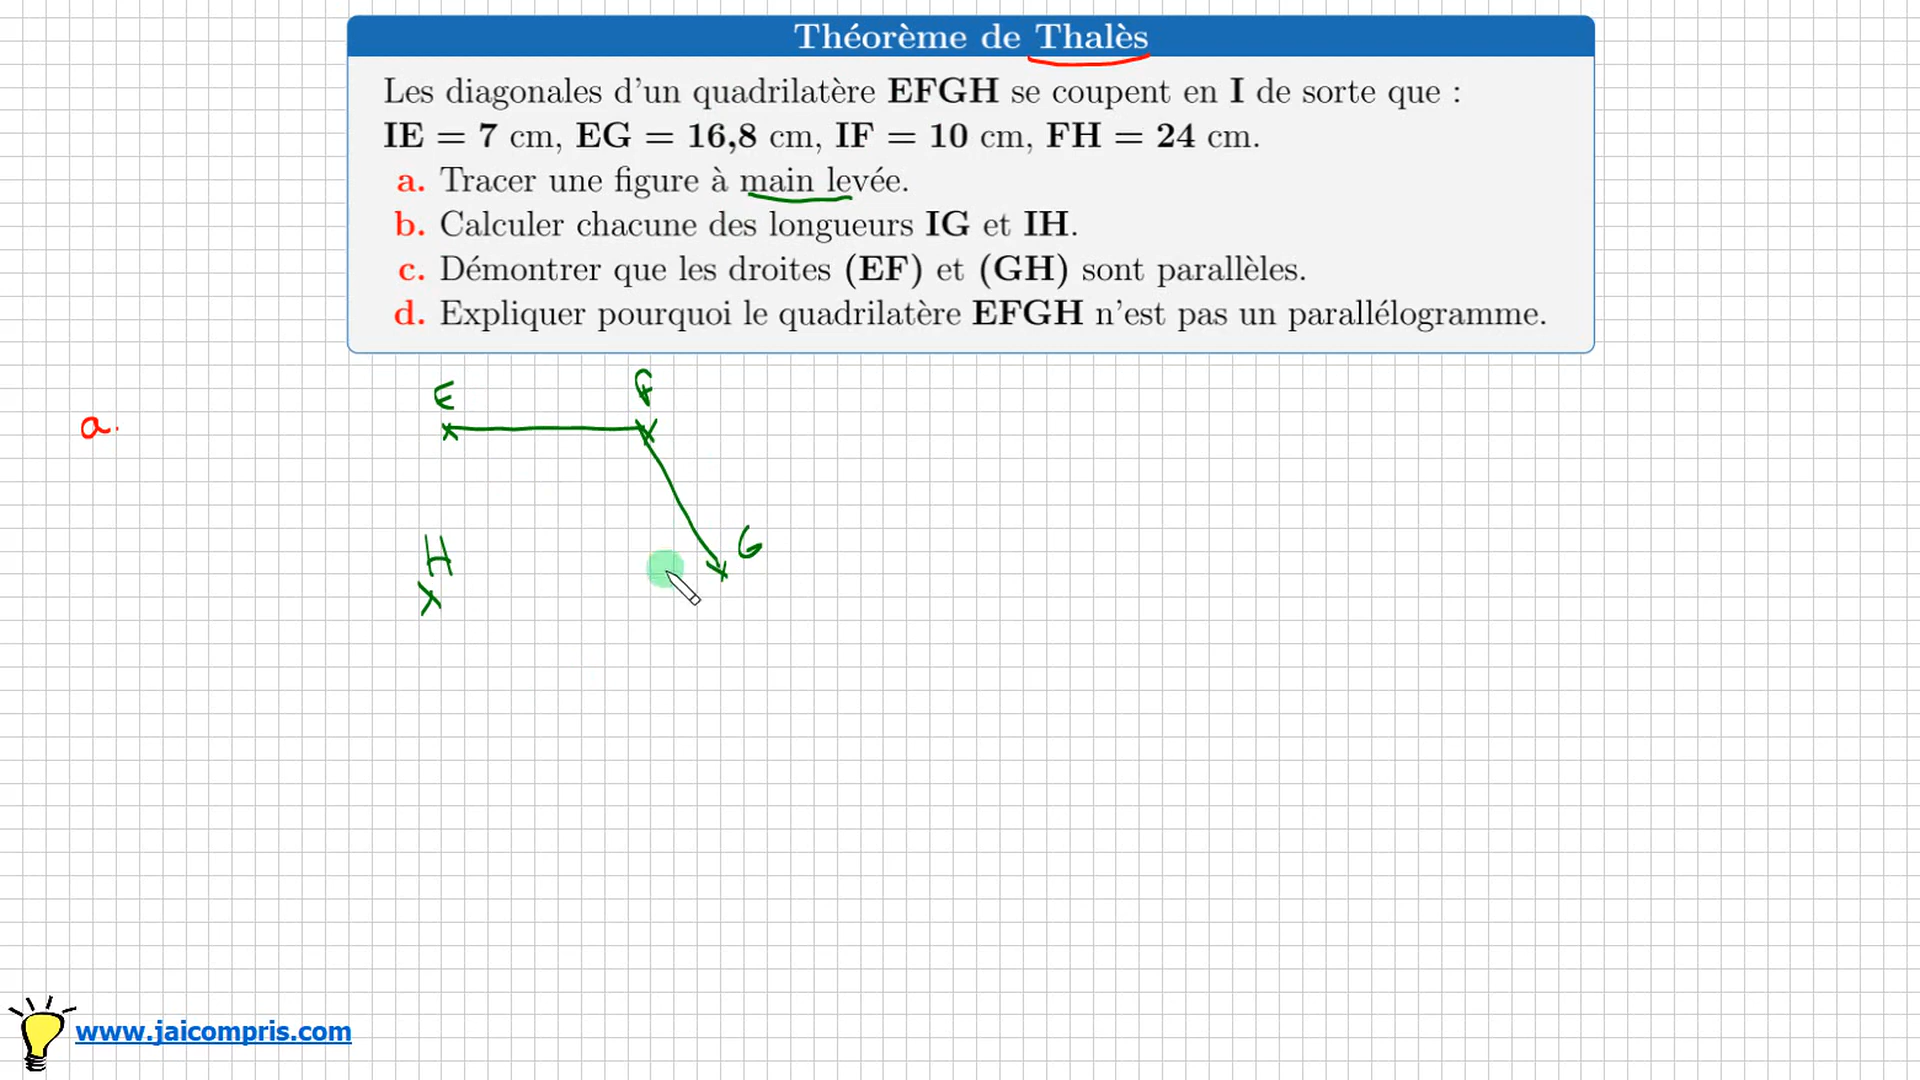 Théorème de Thalès
Les diagonales d'un quadrilatère EFGH se coupent en I de sorte que :
IE = 7 cm, EG = 16,8 cm, IF = 10 cm, FH = 24 cm.
a. Tracer une figure à main levée.
b. Calculer chacune des longueurs IG et IH.
c. Démontrer que les droites (EF) et (GH) sont parallèles.
d. Expliquer pourquoi le quadrilatère EFGH n'est pas un parallélogramme.
E F
a.
H G
www.jaicompris.com